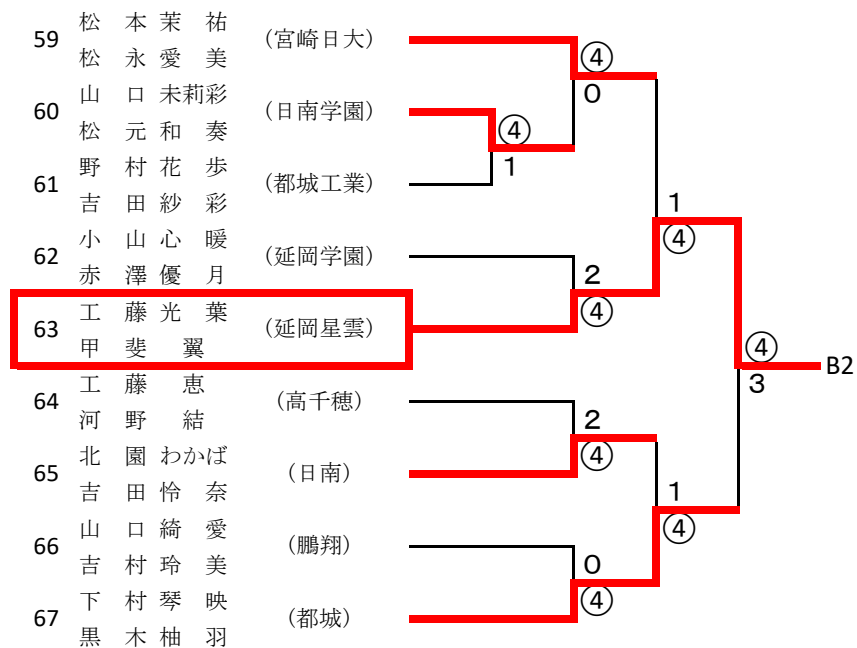 松 本 茉 祐
59 (宮崎日大)
松 永 愛 美
④
0
山 口 未莉彩
60 (日南学園)
松 元 和 奏
④
1
野 村 花 歩
61 (都城工業)
吉 田 紗 彩
1
④
小 山 心 暖
62 (延岡学園)
赤 澤 優 月
2
④
工 藤 光 葉
63 (延岡星雲)
甲 斐 翼
④
3
B2
工 藤 恵
64 (高千穂)
河 野 結
2
④
北 園 わかば
65 (日南)
吉 田 怜 奈
1
④
山 口 綺 愛
66 (鵬翔)
吉 村 玲 美
0
④
下 村 琴 映
67 (都城)
黒 木 柚 羽